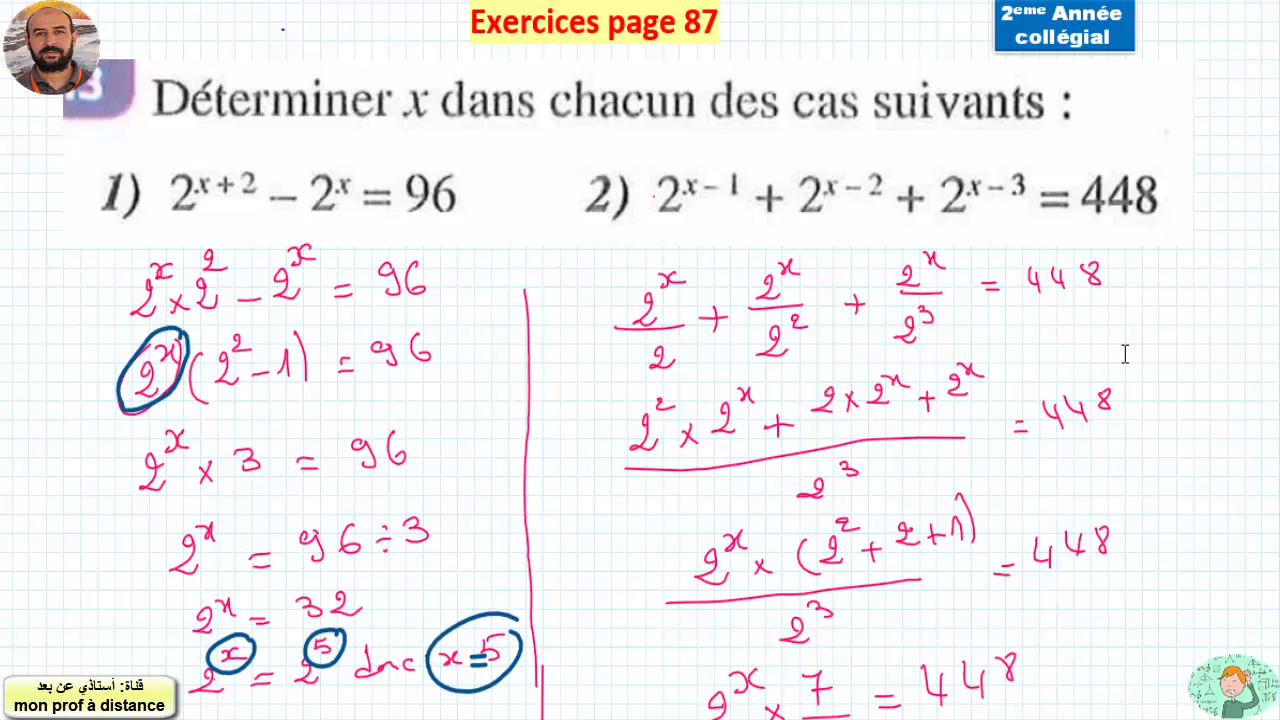 Exercices page 87
2eme Année
collégial
13 Déterminer x dans chacun des cas suivants :
1) 2^{x+2} − 2^x = 96
2) 2^{x−1} + 2^{x−2} + 2^{x−3} = 448
2^x × 2^2 − 2^x = 96
2^x (2^2 − 1) = 96
2^x × 3 = 96
2^x = 96 ÷ 3
2^x = 32
2^x = 2^5 donc x = 5
2^x/2 + 2^x/2^2 + 2^x/2^3 = 448
(2^2 × 2^x + 2 × 2^x + 2^x)/2^3 = 448
2^x × (2^2 + 2 + 1)/2^3 = 448
2^x × 7 = 448
قناة: أستاذي عن بعد
mon prof à distance